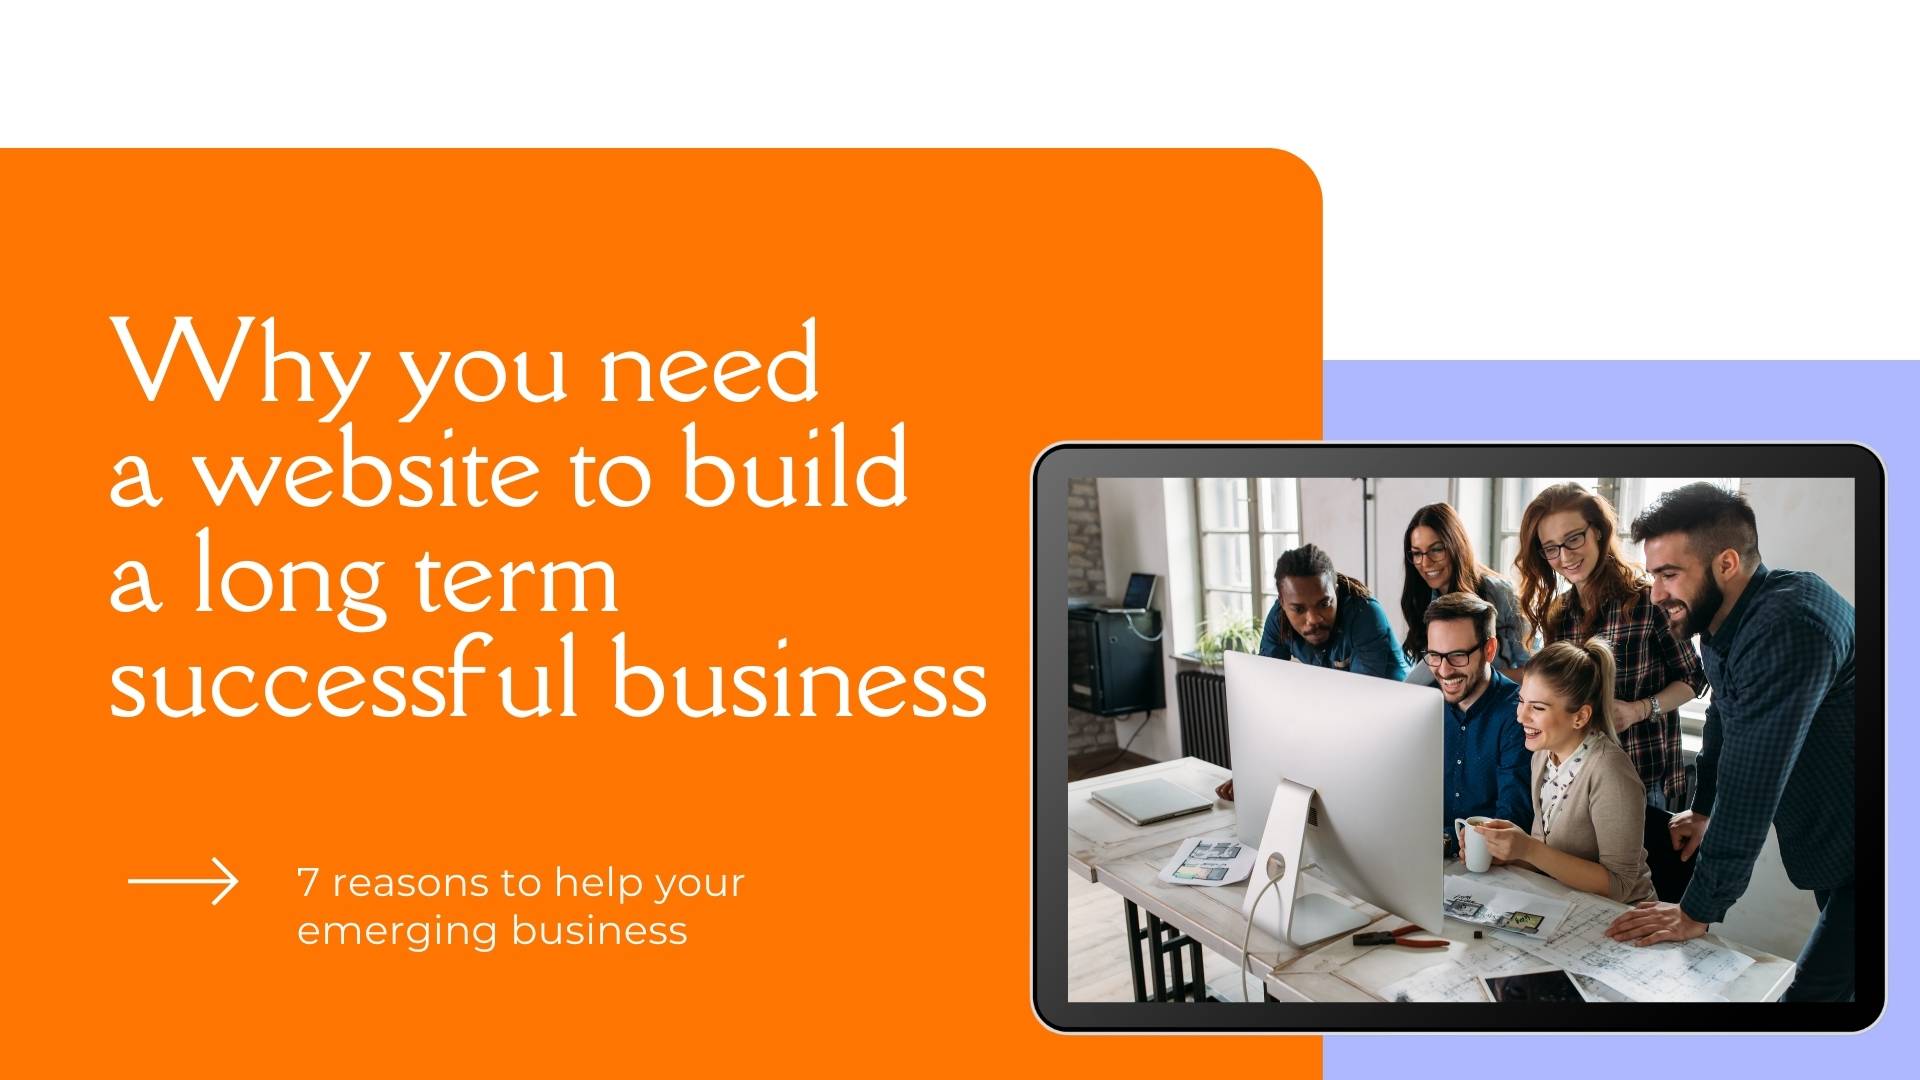 Why you need
a website to build
a long term
successful business
7 reasons to help your
emerging business